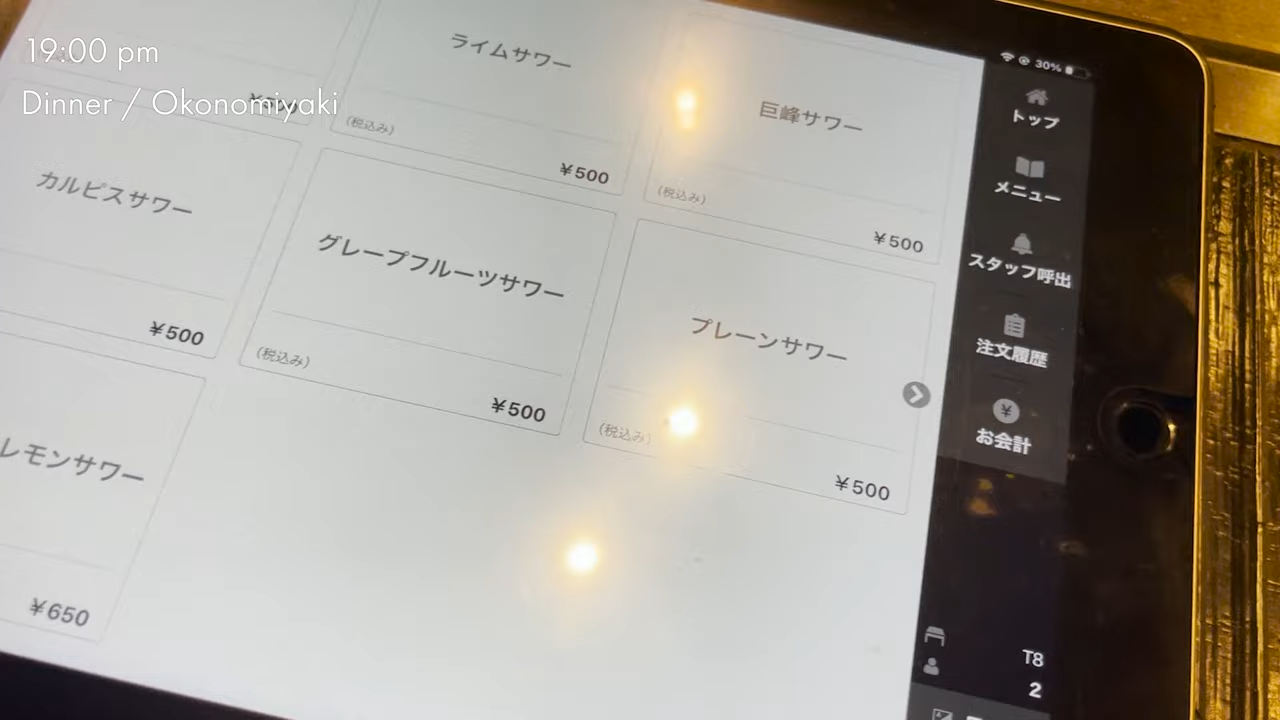 19:00 pm
Dinner / Okonomiyaki
ライムサワー
(税込み)
¥500
巨峰サワー
(税込み)
¥500
カルピスサワー
¥500
グレープフルーツサワー
(税込み)
¥500
プレーンサワー
(税込み)
¥500
レモンサワー
¥650
30%
トップ
メニュー
スタッフ呼出
注文履歴
¥
お会計
T8
2